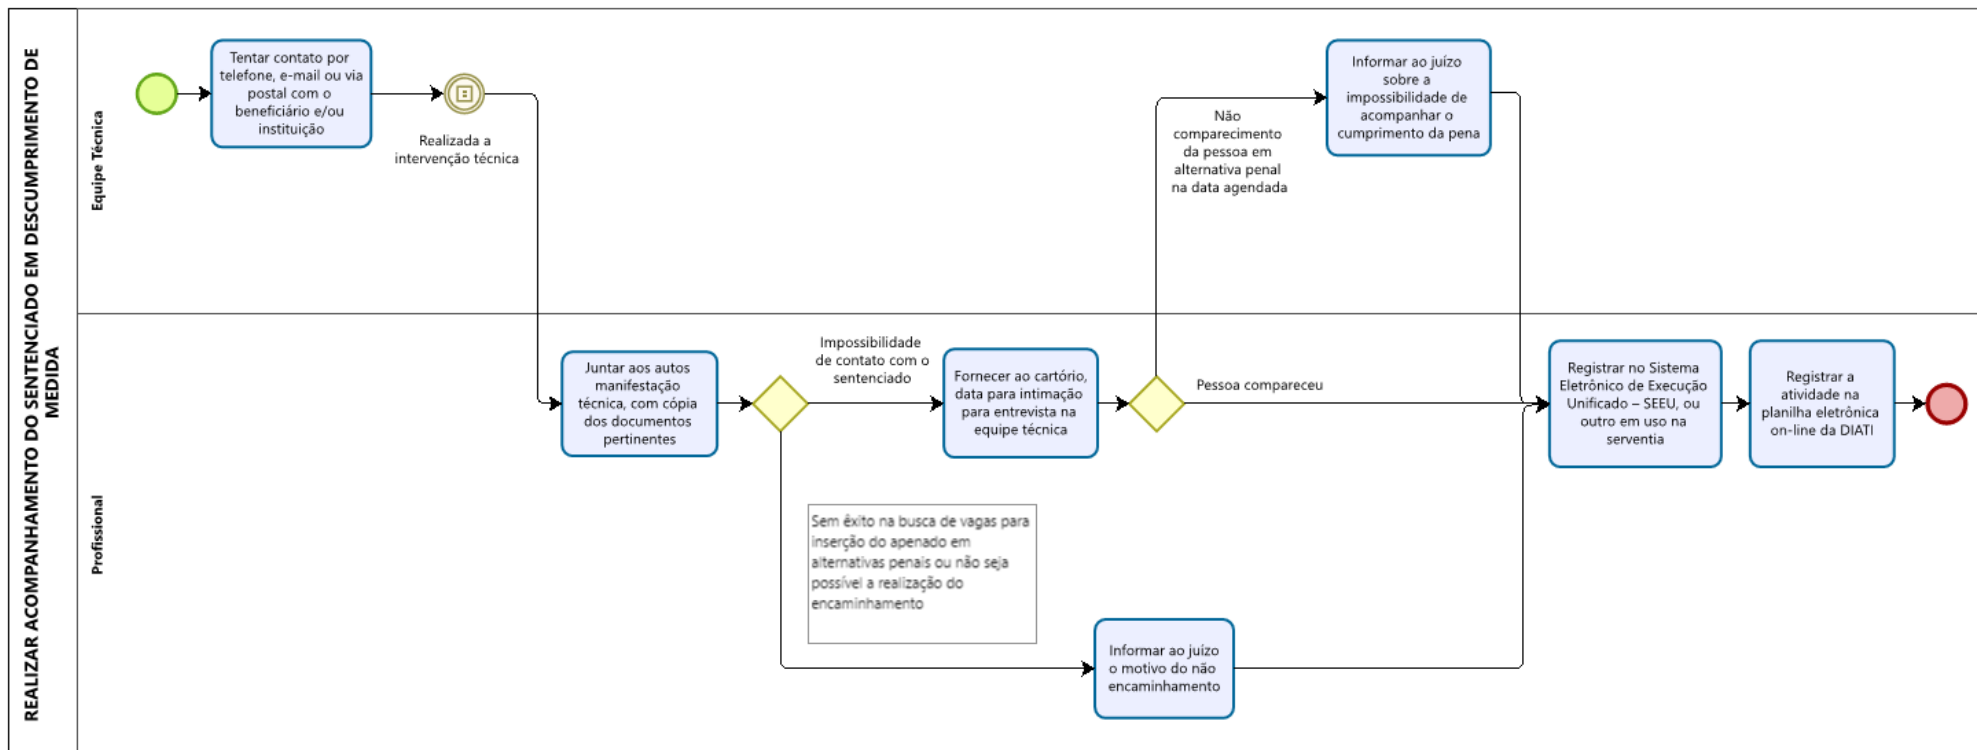 REALIZAR ACOMPANHAMENTO DO SENTENCIADO EM DESCUMPRIMENTO DE
MEDIDA
Equipe Técnica
Tentar contato por
telefone, e-mail ou via
postal com o
beneficiário e/ou
instituição
Realizada a
intervenção técnica
Não
comparecimento
da pessoa em
alternativa penal
na data agendada
Informar ao juízo
sobre a
impossibilidade de
acompanhar o
cumprimento da pena
Profissional
Juntar aos autos
manifestação
técnica, com cópia
dos documentos
pertinentes
Impossibilidade
de contato com o
sentenciado
Fornecer ao cartório,
data para intimação
para entrevista na
equipe técnica
Pessoa compareceu
Registrar no Sistema
Eletrônico de Execução
Unificado – SEEU, ou
outro em uso na
serventia
Registrar a
atividade na
planilha eletrônica
on-line da DIATI
Sem êxito na busca de vagas para
inserção do apenado em
alternativas penais ou não seja
possível a realização do
encaminhamento
Informar ao juízo
o motivo do não
encaminhamento